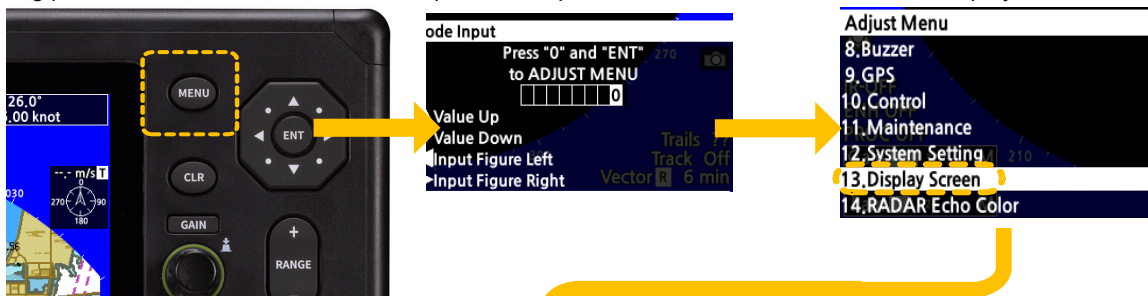 MENU
ENT
CLR
GAIN
+
RANGE
26.0°
.00 knot
--.- m/s T
0
270
90
180
030
.56
ode Input
Press "0" and "ENT"
to ADJUST MENU
0
Value Up
Value Down
Input Figure Left
Input Figure Right
270
Trails ??
Track Off
Vector R 6 min
Adjust Menu
8.Buzzer
9.GPS
10.Control
11.Maintenance
12.System Setting
210
13.Display Screen
14.RADAR Echo Color